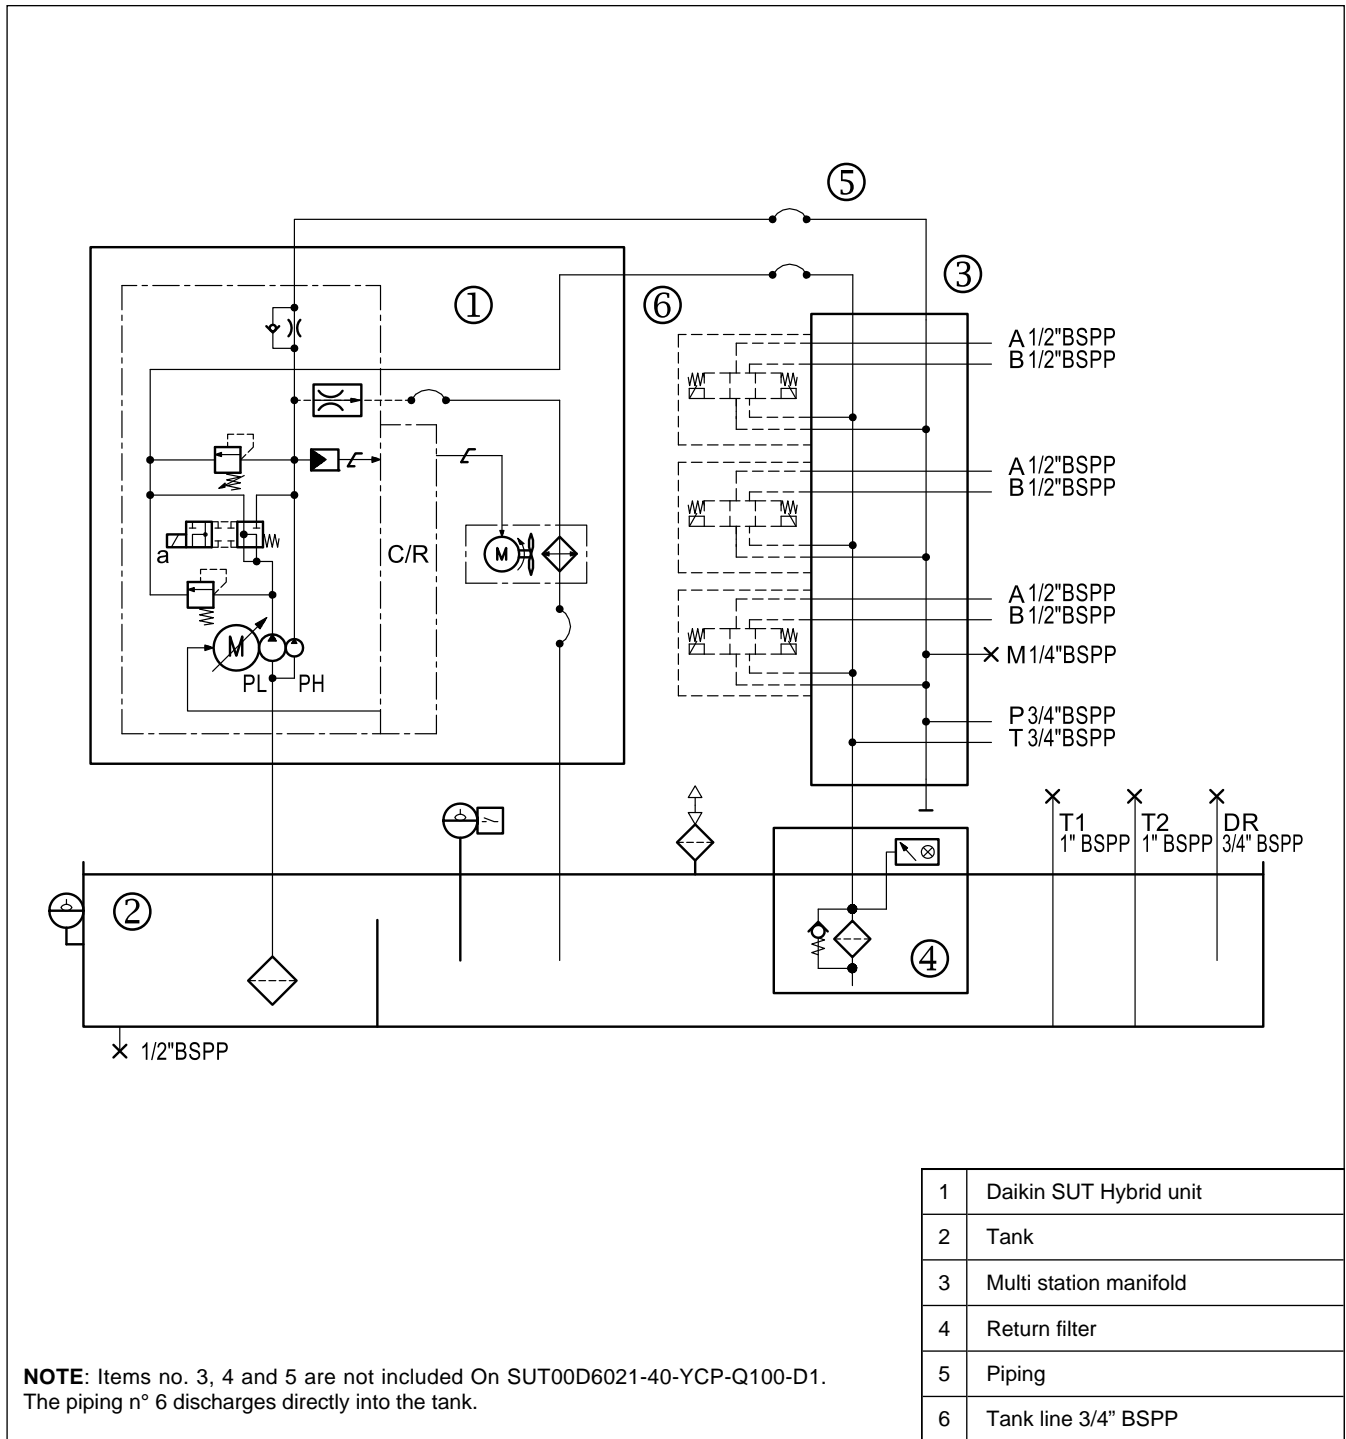 5
3
1
6
A 1/2"BSPP
B 1/2"BSPP
A 1/2"BSPP
B 1/2"BSPP
a
C/R
M
A 1/2"BSPP
B 1/2"BSPP
M
M 1/4"BSPP
PL PH
P 3/4"BSPP
T 3/4"BSPP
T1
1" BSPP
T2
1" BSPP
DR
3/4" BSPP
2
4
1/2"BSPP
1 Daikin SUT Hybrid unit
2 Tank
3 Multi station manifold
4 Return filter
5 Piping
6 Tank line 3/4” BSPP
NOTE: Items no. 3, 4 and 5 are not included On SUT00D6021-40-YCP-Q100-D1.
The piping n° 6 discharges directly into the tank.